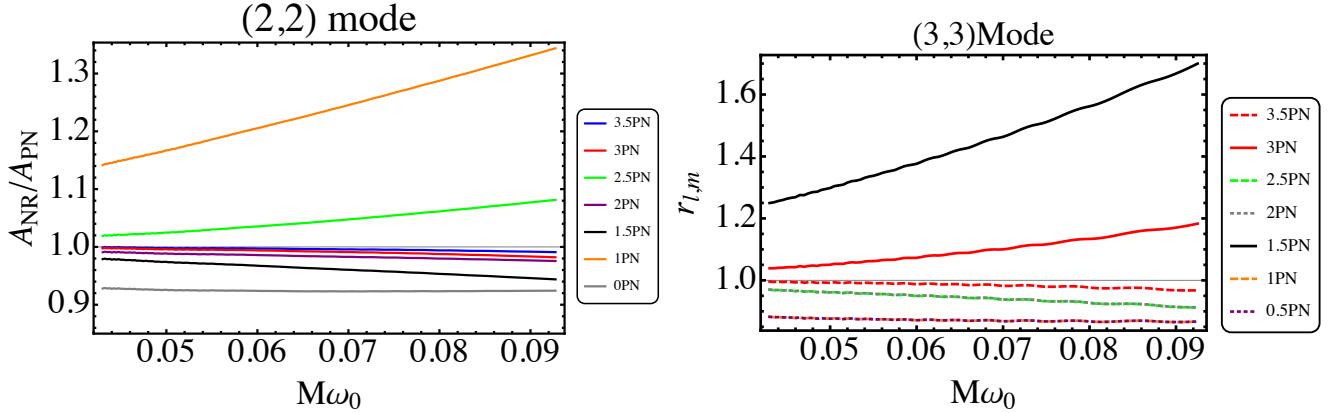 (2,2) mode
A_NR/A_PN
1.3
1.2
1.1
1.0
0.9
0.05 0.06 0.07 0.08 0.09
Mω₀
3.5PN
3PN
2.5PN
2PN
1.5PN
1PN
0PN
(3,3)Mode
r_{l,m}
1.6
1.4
1.2
1.0
0.05 0.06 0.07 0.08 0.09
Mω₀
3.5PN
3PN
2.5PN
2PN
1.5PN
1PN
0.5PN